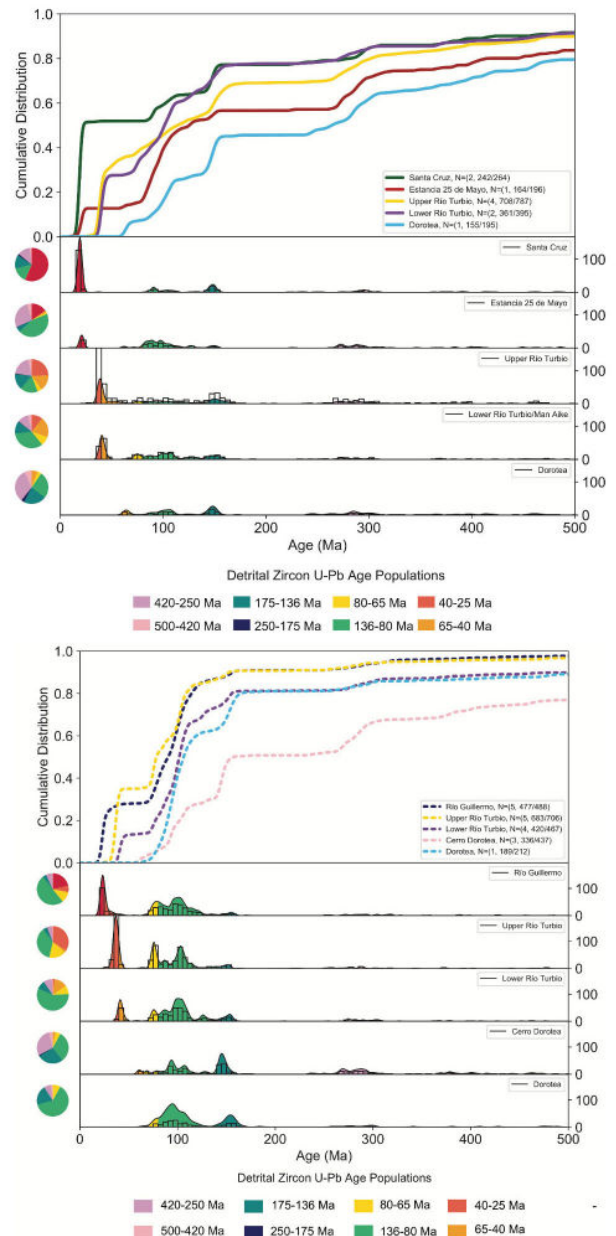 1.0
0.8
0.6
0.4
0.2
0.0
Cumulative Distribution
Santa Cruz, N=(2, 242/264)
Estancia 25 de Mayo, N=(1, 164/196)
Upper Río Turbio, N=(4, 708/787)
Lower Río Turbio, N=(2, 361/395)
Dorotea, N=(1, 155/195)
Santa Cruz
100
0
Estancia 25 de Mayo
100
0
Upper Río Turbio
100
0
Lower Río Turbio/Man Aike
100
0
Dorotea
100
0
0 100 200 300 400 500
Age (Ma)
Detrital Zircon U-Pb Age Populations
420-250 Ma 175-136 Ma 80-65 Ma 40-25 Ma
500-420 Ma 250-175 Ma 136-80 Ma 65-40 Ma
1.0
0.8
0.6
0.4
0.2
0.0
Cumulative Distribution
Río Guillermo, N=(5, 477/488)
Upper Río Turbio, N=(5, 683/706)
Lower Río Turbio, N=(4, 420/467)
Cerro Dorotea, N=(3, 336/437)
Dorotea, N=(1, 189/212)
Río Guillermo
100
0
Upper Río Turbio
100
0
Lower Río Turbio
100
0
Cerro Dorotea
100
0
Dorotea
100
0
0 100 200 300 400 500
Age (Ma)
Detrital Zircon U-Pb Age Populations
420-250 Ma 175-136 Ma 80-65 Ma 40-25 Ma -
500-420 Ma 250-175 Ma 136-80 Ma 65-40 Ma